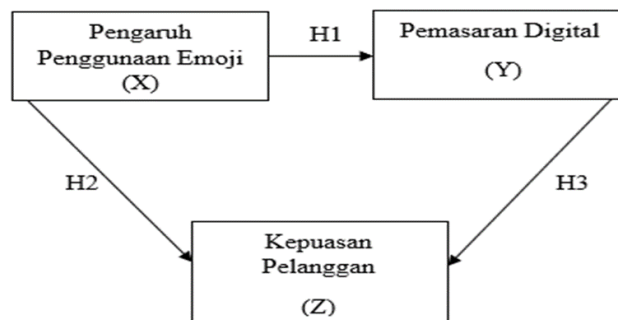 Pengaruh
Penggunaan Emoji
(X)
H1
Pemasaran Digital
(Y)
H2
H3
Kepuasan
Pelanggan
(Z)